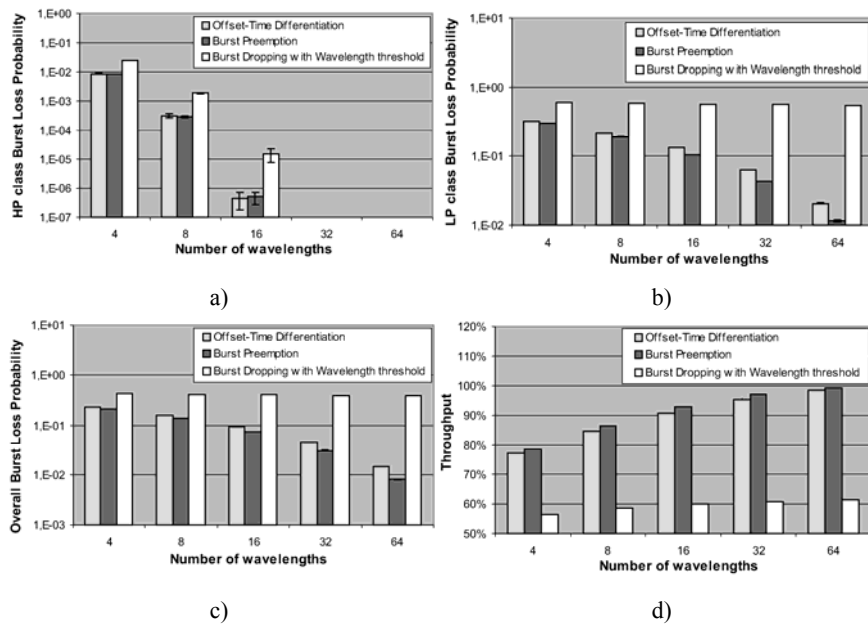 HP class Burst Loss Probability
1,E+00
1,E-01
1,E-02
1,E-03
1,E-04
1,E-05
1,E-06
1,E-07
Offset-Time Differentiation
Burst Preemption
Burst Dropping with Wavelength threshold
4 8 16 32 64
Number of wavelengths
a)
LP class Burst Loss Probability
1,E+01
1,E+00
1,E-01
1,E-02
Offset-Time Differentiation
Burst Preemption
Burst Dropping with Wavelength threshold
4 8 16 32 64
Number of wavelengths
b)
Overall Burst Loss Probability
1,E+01
1,E+00
1,E-01
1,E-02
1,E-03
Offset-Time Differentiation
Burst Preemption
Burst Dropping with Wavelength threshold
4 8 16 32 64
Number of wavelengths
c)
Throughput
120%
110%
100%
90%
80%
70%
60%
50%
Offset-Time Differentiation
Burst Preemption
Burst Dropping with Wavelength threshold
4 8 16 32 64
Number of wavelengths
d)